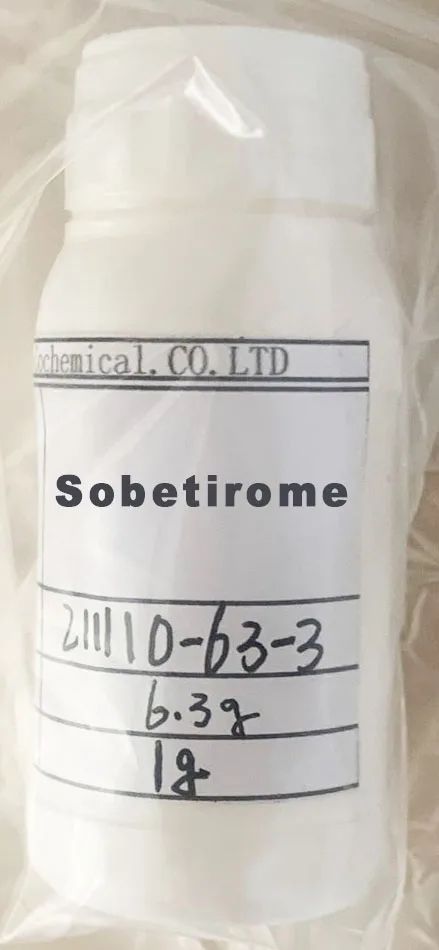 ochemical.CO.LTD
Sobetirome
211110-63-3
6.3g
1g